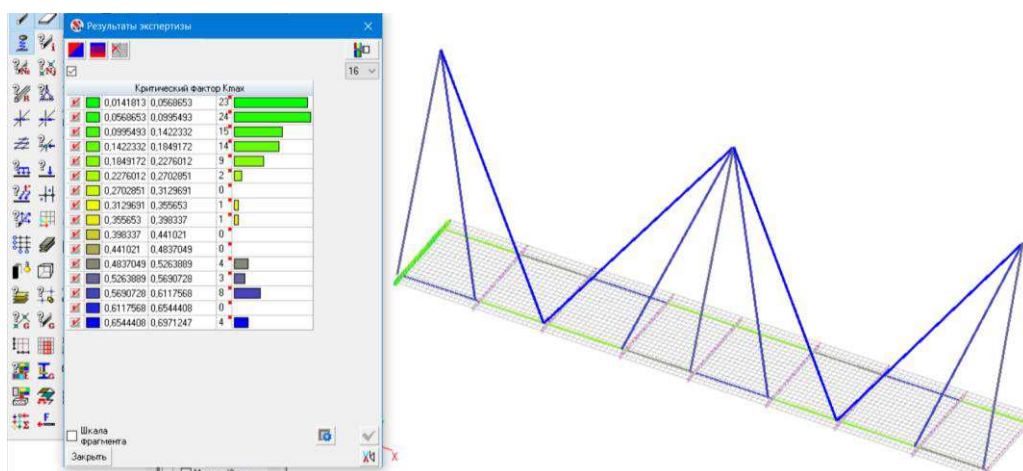 Результаты экспертизы
16
Критический фактор Kmax
0,0141813 0,0568653 23
0,0568653 0,0995493 24
0,0995493 0,1422332 15
0,1422332 0,1849172 14
0,1849172 0,2276012 9
0,2276012 0,2702851 2
0,2702851 0,3129691 0
0,3129691 0,355653 1
0,355653 0,398337 1
0,398337 0,441021 0
0,441021 0,4837049 0
0,4837049 0,5263889 4
0,5263889 0,5690728 3
0,5690728 0,6117568 8
0,6117568 0,6544408 0
0,6544408 0,6971247 4
Шкала
фрагмента
Закрыть
X